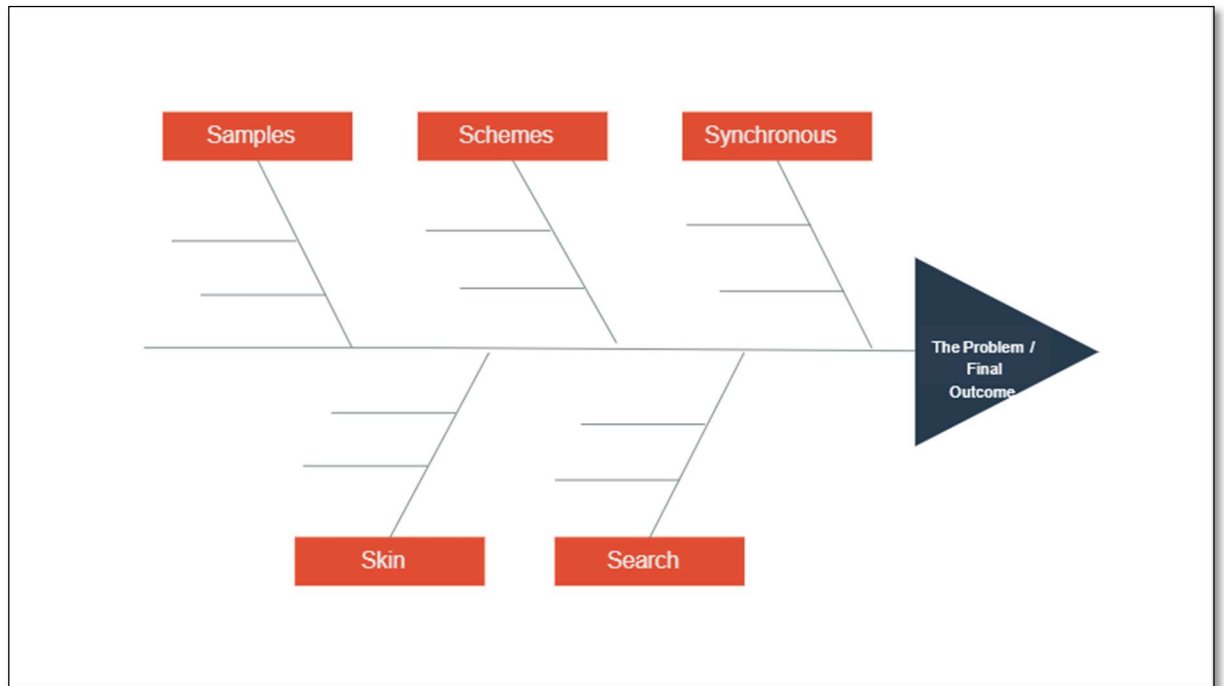 Samples
Schemes
Synchronous
The Problem /
Final
Outcome
Skin
Search